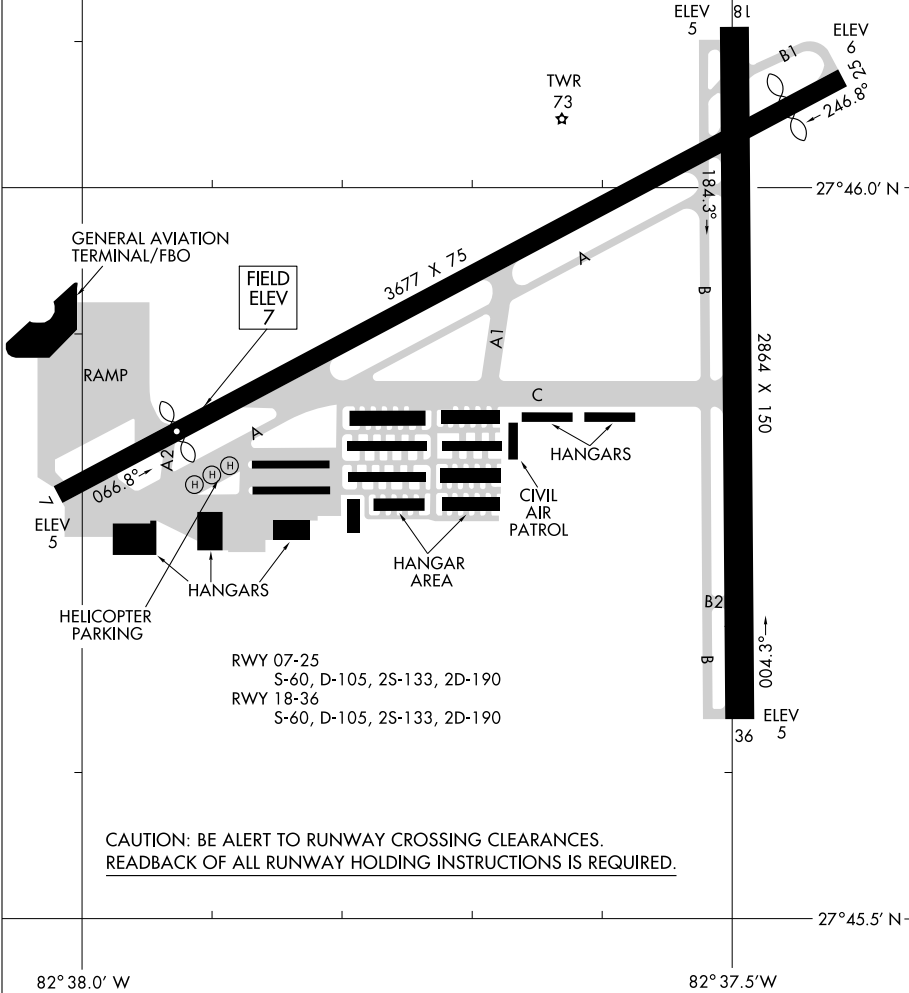 ELEV
5
18
ELEV
6
25
B1
TWR
73
246.8°
27°46.0' N
184.3°
GENERAL AVIATION
TERMINAL/FBO
FIELD
ELEV
7
3677 X 75
A
B
A1
2864 X 150
RAMP
C
A
A2
HANGARS
066.8°
H H H
CIVIL
AIR
PATROL
7
ELEV
5
HANGAR
AREA
HANGARS
HELICOPTER
PARKING
B2
B
004.3°
RWY 07-25
S-60, D-105, 2S-133, 2D-190
RWY 18-36
S-60, D-105, 2S-133, 2D-190
ELEV
5
36
CAUTION: BE ALERT TO RUNWAY CROSSING CLEARANCES.
READBACK OF ALL RUNWAY HOLDING INSTRUCTIONS IS REQUIRED.
27°45.5' N
82°38.0' W
82°37.5'W